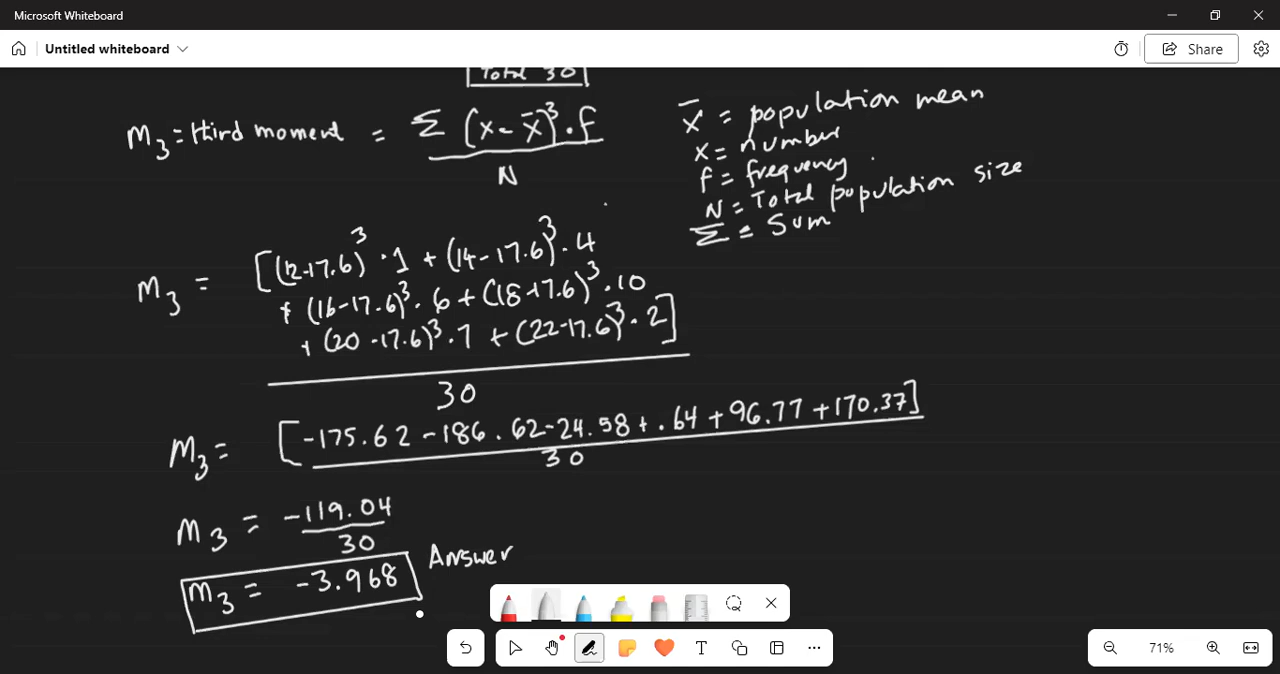 Microsoft Whiteboard
Untitled whiteboard
Share
Total 30
M₃ = third moment = Σ (x - x̄)³ · f / N
x̄ = population mean
x = number
f = frequency
N = Total population size
Σ = Sum
M₃ = [(12-17.6)³ · 1 + (14-17.6)³ · 4
+ (16-17.6)³ · 6 + (18-17.6)³ · 10
+ (20-17.6)³ · 7 + (22-17.6)³ · 2]
30
M₃ = [-175.62 - 186.62 - 24.58 + .64 + 96.77 + 170.37]
30
M₃ = -119.04
30
M₃ = -3.968 Answer
71%